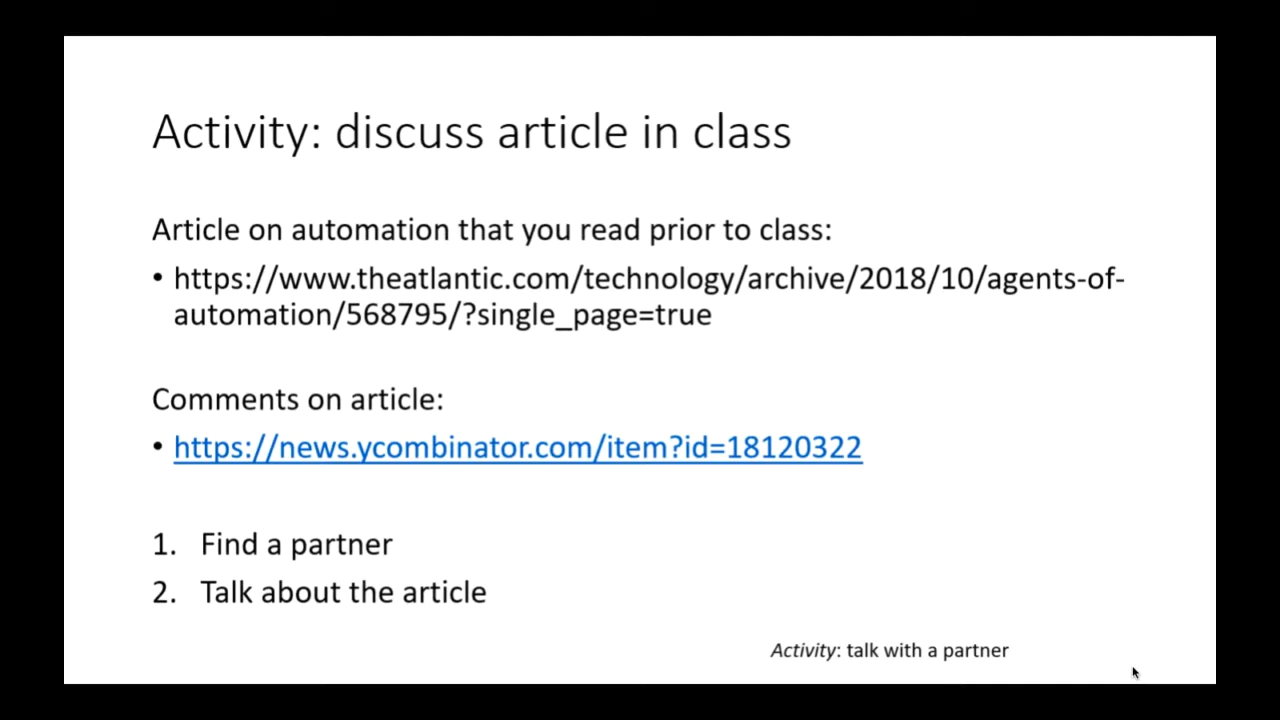 Activity: discuss article in class
Article on automation that you read prior to class:
• https://www.theatlantic.com/technology/archive/2018/10/agents-of-
automation/568795/?single_page=true
Comments on article:
• https://news.ycombinator.com/item?id=18120322
1. Find a partner
2. Talk about the article
Activity: talk with a partner